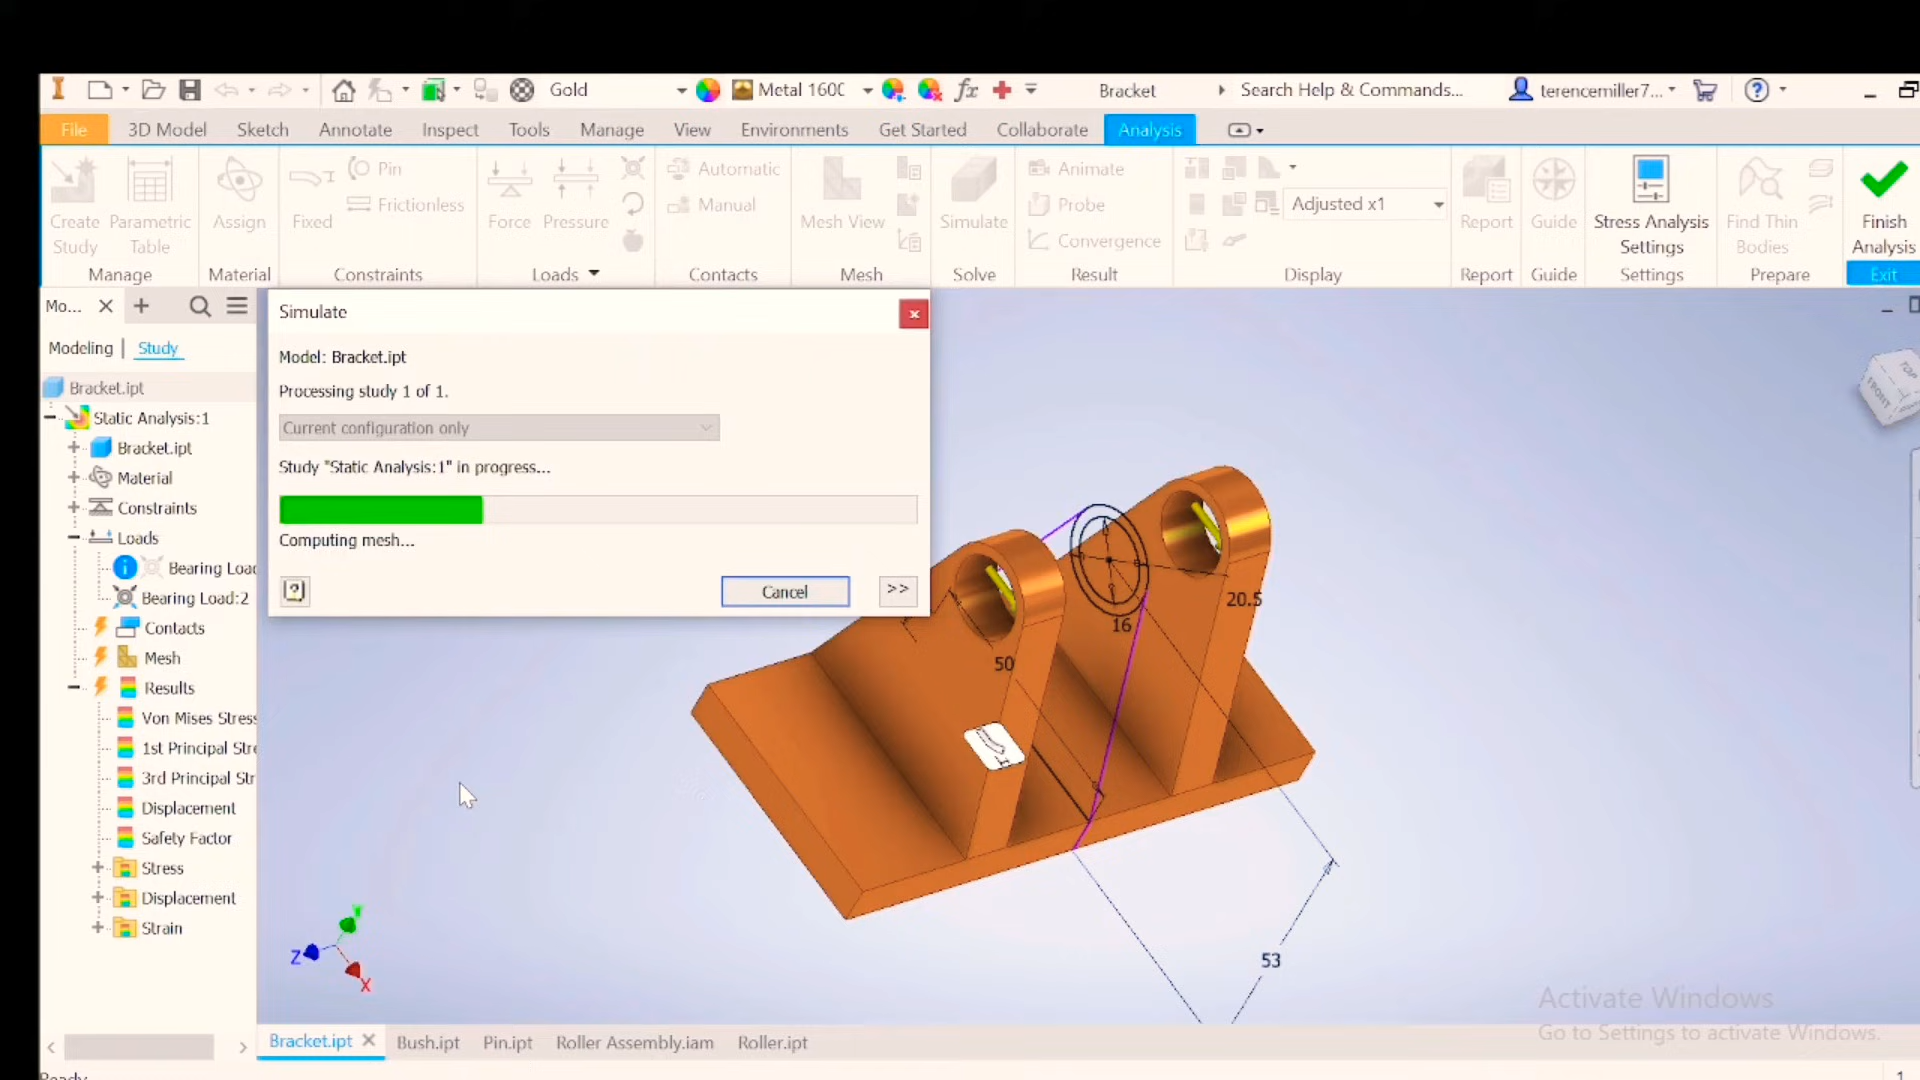 Gold
Metal 160C
Bracket
Search Help & Commands...
terencemiller7...
File
3D Model
Sketch
Annotate
Inspect
Tools
Manage
View
Environments
Get Started
Collaborate
Analysis
Create Study
Parametric Table
Manage
Assign
Material
Fixed
Pin
Frictionless
Constraints
Force
Pressure
Loads
Automatic
Manual
Contacts
Mesh View
Mesh
Simulate
Solve
Animate
Probe
Convergence
Result
Adjusted x1
Display
Report
Report
Guide
Guide
Stress Analysis Settings
Settings
Find Thin Bodies
Prepare
Finish Analysis
Exit
Mo...
Modeling | Study
Bracket.ipt
Static Analysis:1
Bracket.ipt
Material
Constraints
Loads
Bearing Loa
Bearing Load:2
Contacts
Mesh
Results
Von Mises Stress
1st Principal Stre
3rd Principal Str
Displacement
Safety Factor
Stress
Displacement
Strain
Simulate
Model: Bracket.ipt
Processing study 1 of 1.
Current configuration only
Study "Static Analysis:1" in progress...
Computing mesh...
Cancel
>>
TOP
FRONT
20.5
16
50
53
Z
X
Activate Windows
Go to Settings to activate Windows.
Bracket.ipt
Bush.ipt
Pin.ipt
Roller Assembly.iam
Roller.ipt
Ready
1